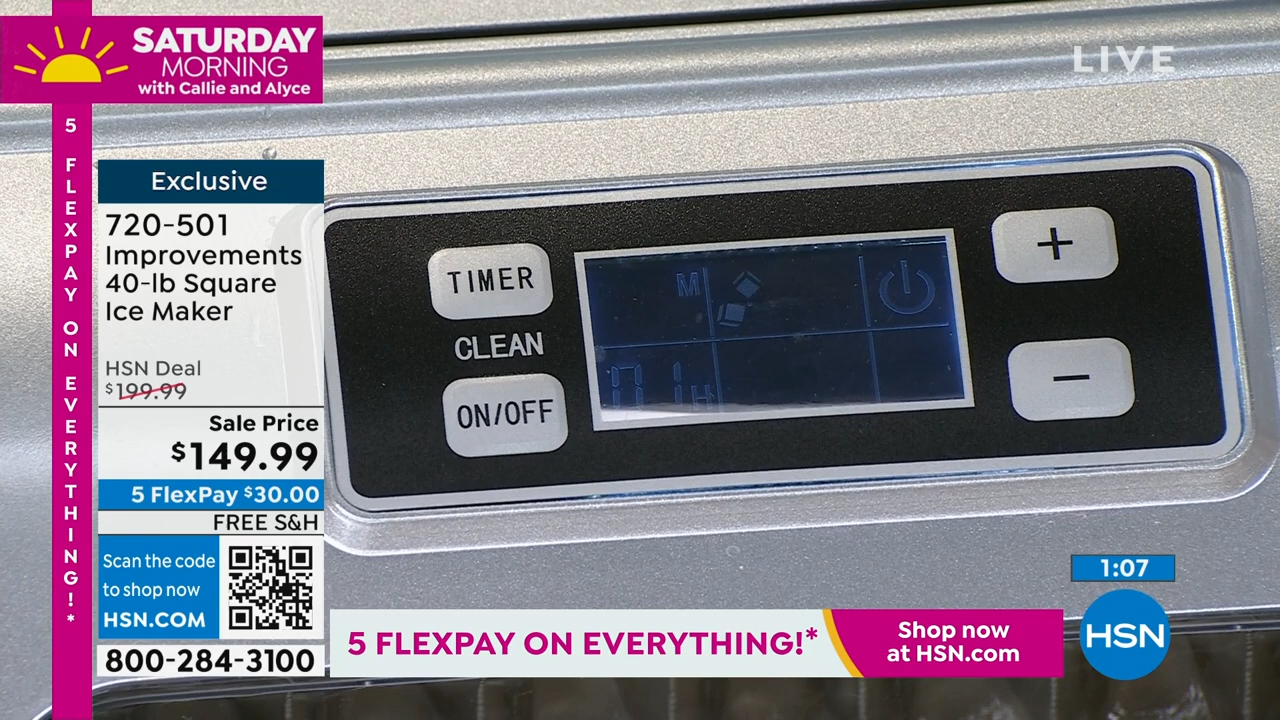 SATURDAY
MORNING
with Callie and Alyce
LIVE
5 FLEXPAY ON EVERYTHING!*
Exclusive
720-501
Improvements
40-lb Square
Ice Maker
HSN Deal
$199.99
Sale Price
$149.99
5 FlexPay $30.00
FREE S&H
Scan the code
to shop now
HSN.COM
800-284-3100
TIMER
CLEAN
ON/OFF
M
01H
+
−
1:07
5 FLEXPAY ON EVERYTHING!*
Shop now
at HSN.com
HSN